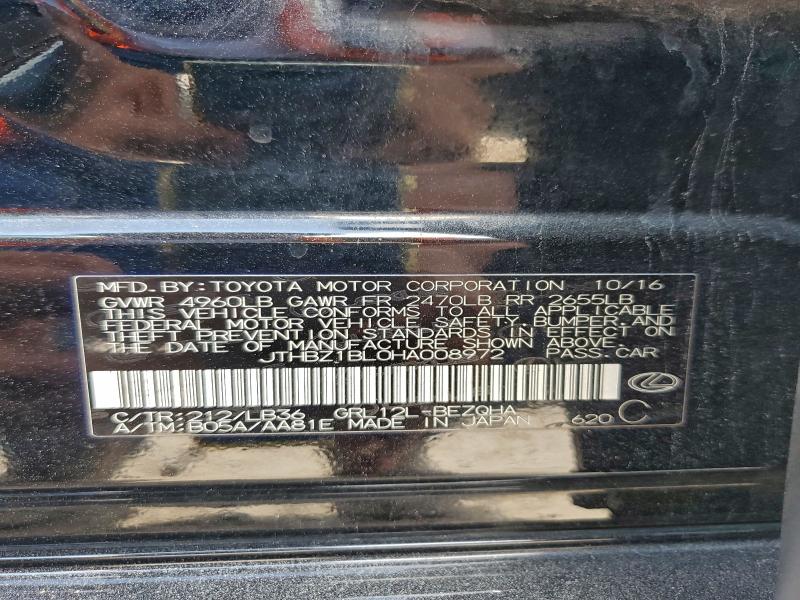 MFD.BY:TOYOTA MOTOR CORPORATION 10/16
GVWR 4960LB GAWR FR 2470LB RR 2655LB
THIS VEHICLE CONFORMS TO ALL APPLICABLE
FEDERAL MOTOR VEHICLE SAFETY, BUMPER, AND
THEFT PREVENTION STANDARDS IN EFFECT ON
THE DATE OF MANUFACTURE SHOWN ABOVE.
JTHBZ1BL0HA008972 PASS.CAR
C/TR:212/LB36 GRL12L-BEZQHA
A/TM:B05A/AA81E MADE IN JAPAN 620 C